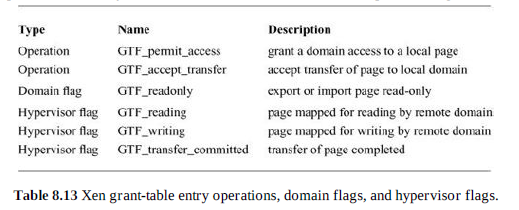 Type Name Description
Operation GTF_permit_access grant a domain access to a local page
Operation GTF_accept_transfer accept transfer of page to local domain
Domain flag GTF_readonly export or import page read-only
Hypervisor flag GTF_reading page mapped for reading by remote domain
Hypervisor flag GTF_writing page mapped for writing by remote domain
Hypervisor flag GTF_transfer_committed transfer of page completed
Table 8.13 Xen grant-table entry operations, domain flags, and hypervisor flags.